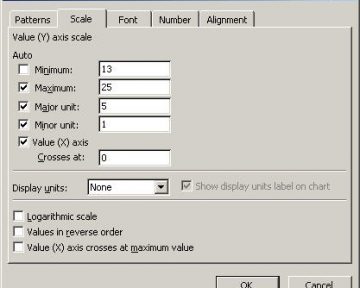 Patterns Scale Font Number Alignment
Value (Y) axis scale
Auto
Minimum: 13
Maximum: 25
Major unit: 5
Minor unit: 1
Value (X) axis
Crosses at: 0
Display units: None Show display units label on chart
Logarithmic scale
Values in reverse order
Value (X) axis crosses at maximum value
OK Cancel